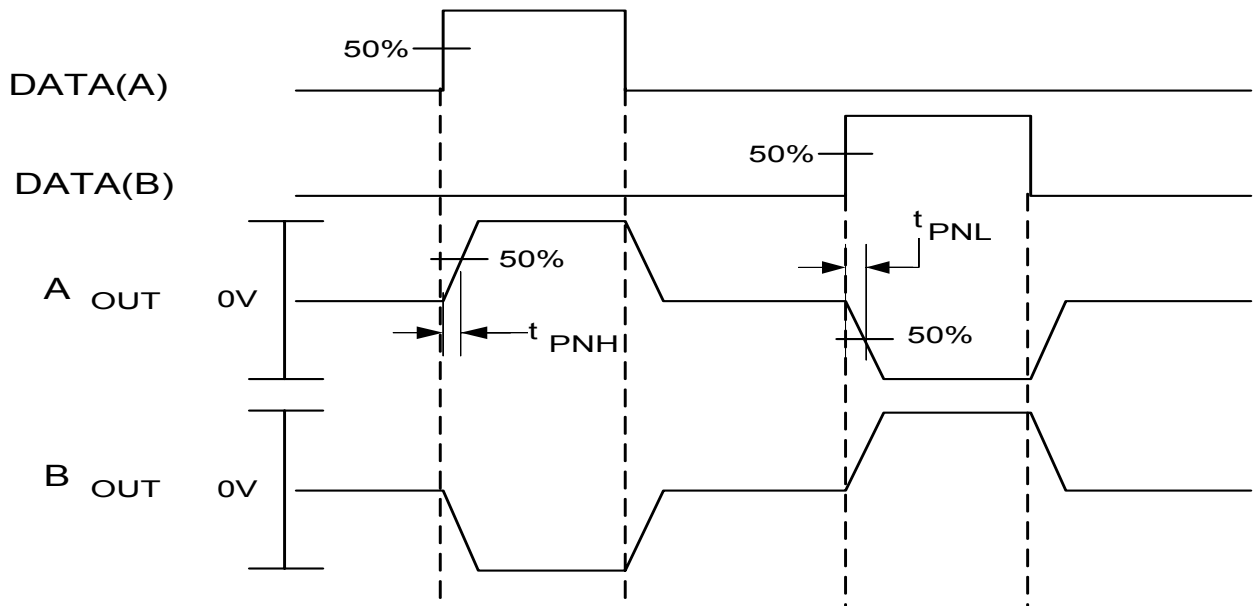 50%
DATA(A)
50%
DATA(B)
t PNL
50%
A OUT 0V
t PNH
50%
B OUT 0V